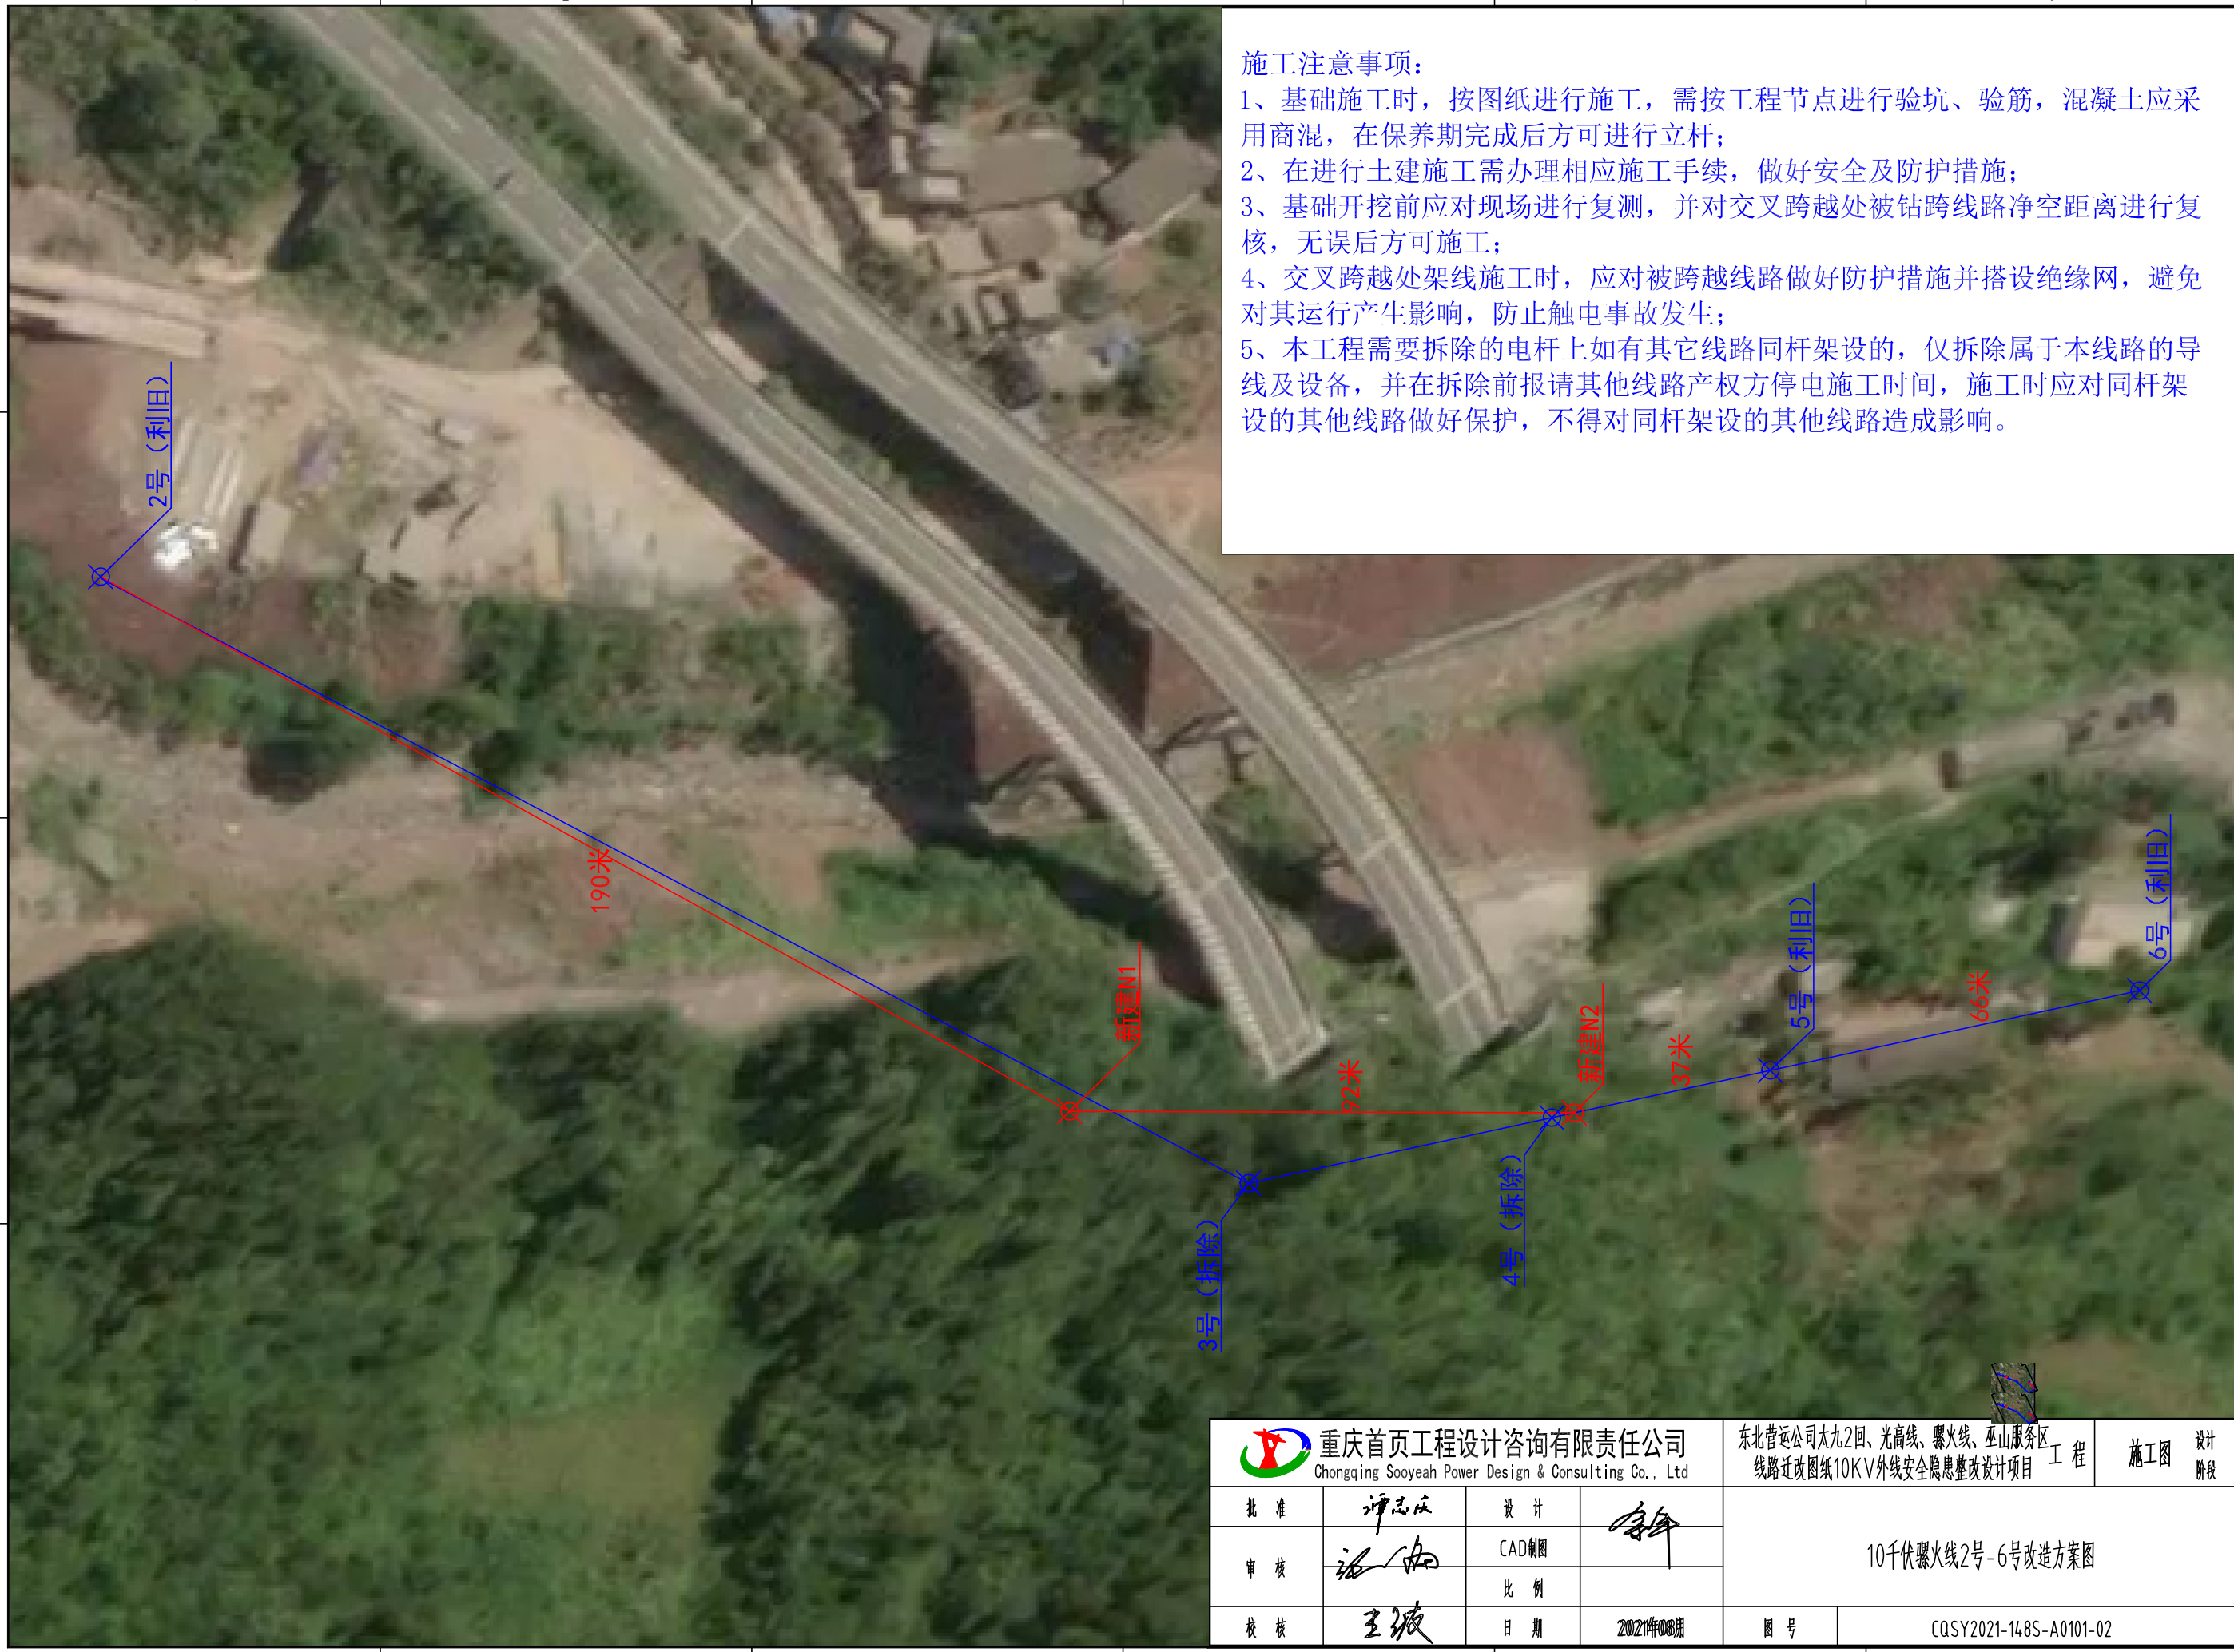 施工注意事项:
1、基础施工时，按图纸进行施工，需按工程节点进行验坑、验筋，混凝土应采
用商混，在保养期完成后方可进行立杆;
2、在进行土建施工需办理相应施工手续，做好安全及防护措施;
3、基础开挖前应对现场进行复测，并对交叉跨越处被钻跨线路净空距离进行复
核，无误后方可施工;
4、交叉跨越处架线施工时，应对被跨越线路做好防护措施并搭设绝缘网，避免
对其运行产生影响，防止触电事故发生;
5、本工程需要拆除的电杆上如有其它线路同杆架设的，仅拆除属于本线路的导
线及设备，并在拆除前报请其他线路产权方停电施工时间，施工时应对同杆架
设的其他线路做好保护，不得对同杆架设的其他线路造成影响。
2号（利旧）
190米
新建N1
92米
新建N2
37米
5号（利旧）
66米
6号（利旧）
3号（拆除）
4号（拆除）
重庆首页工程设计咨询有限责任公司
Chongqing Sooyeah Power Design & Consulting Co., Ltd
东北营运公司太九2回、光高线、骡火线、巫山服务区
线路迁改图纸10KV外线安全隐患整改设计项目
工 程
施工图
设计
阶段
批 准
设 计
审 核
CAD制图
比 例
校 核
日 期
10千伏骡火线2号-6号改造方案图
图 号
CQSY2021-148S-A0101-02